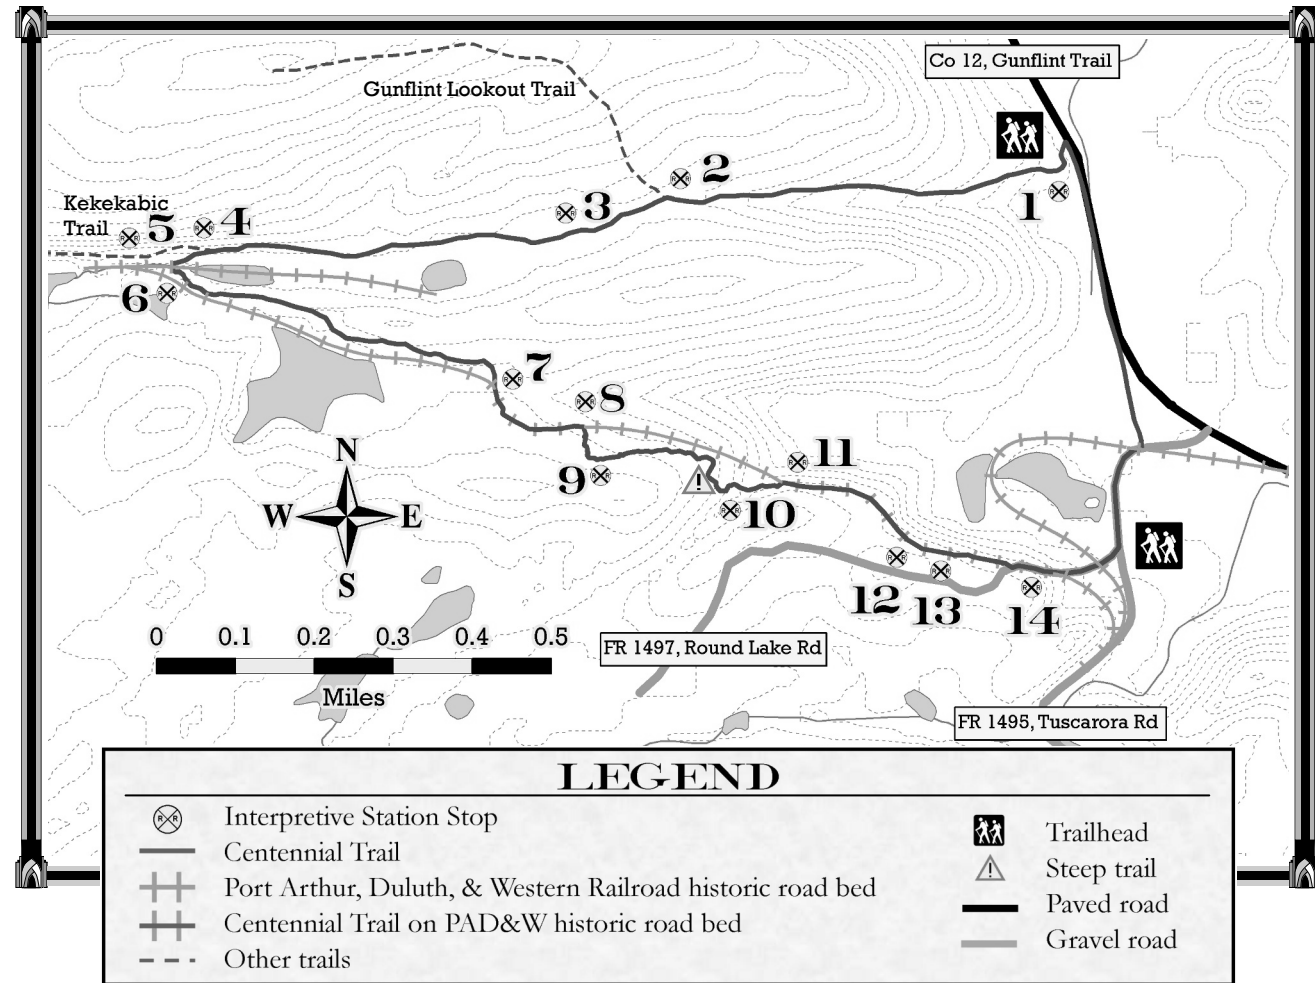 Co 12, Gunflint Trail
Gunflint Lookout Trail
2
3
1
Kekekabic
Trail
5
4
6
7
8
9
10
11
12
13
14
N
W
E
S
0 0.1 0.2 0.3 0.4 0.5
Miles
FR 1497, Round Lake Rd
FR 1495, Tuscarora Rd
LEGEND
Interpretive Station Stop
Centennial Trail
Port Arthur, Duluth, & Western Railroad historic road bed
Centennial Trail on PAD&W historic road bed
Other trails
Trailhead
Steep trail
Paved road
Gravel road